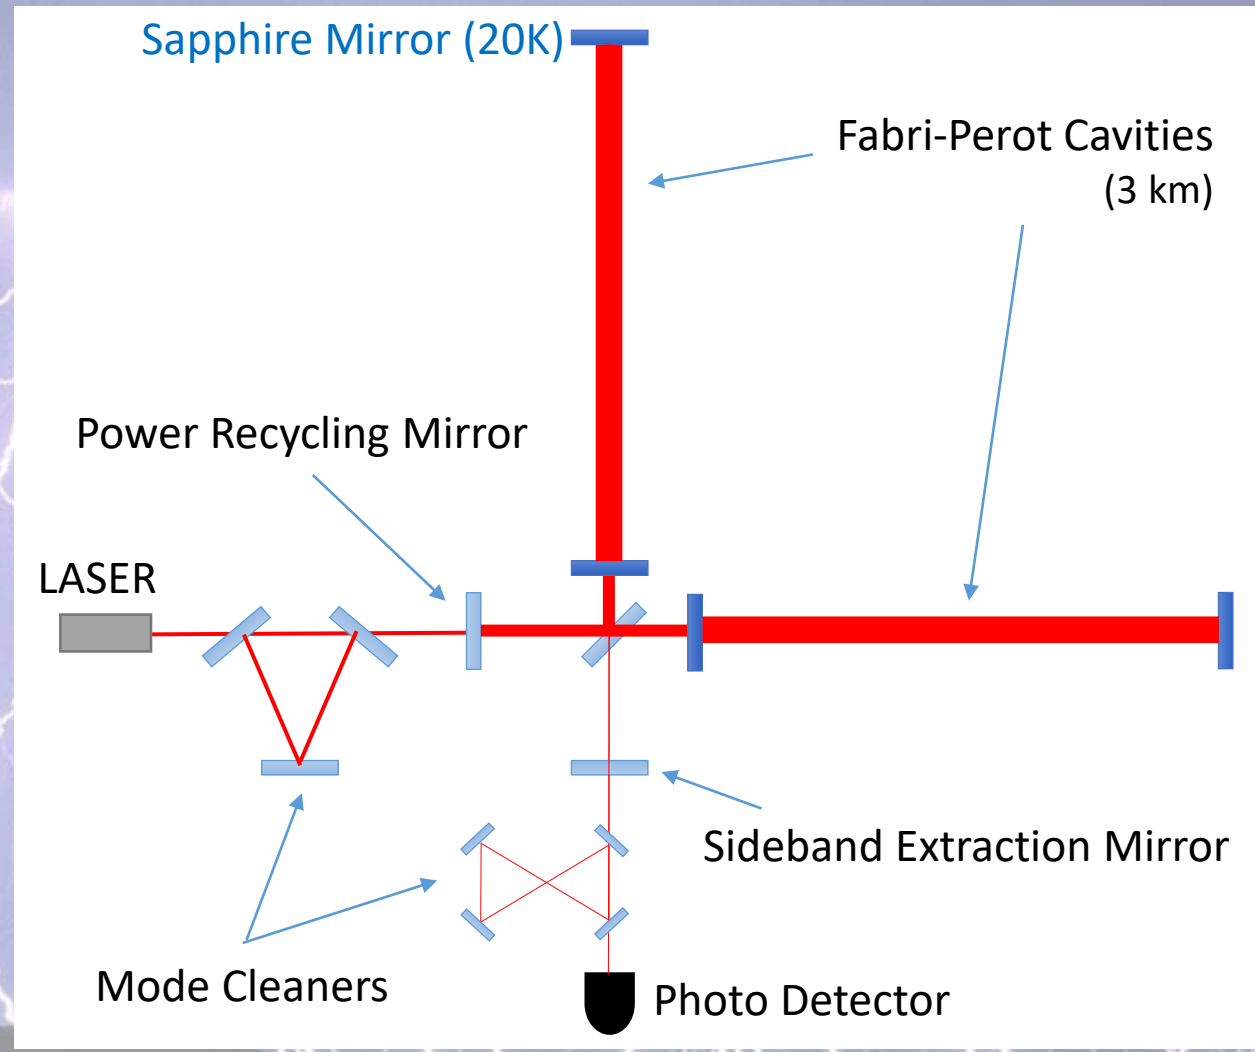 Sapphire Mirror (20K)
Fabri-Perot Cavities
(3 km)
Power Recycling Mirror
LASER
Sideband Extraction Mirror
Mode Cleaners
Photo Detector